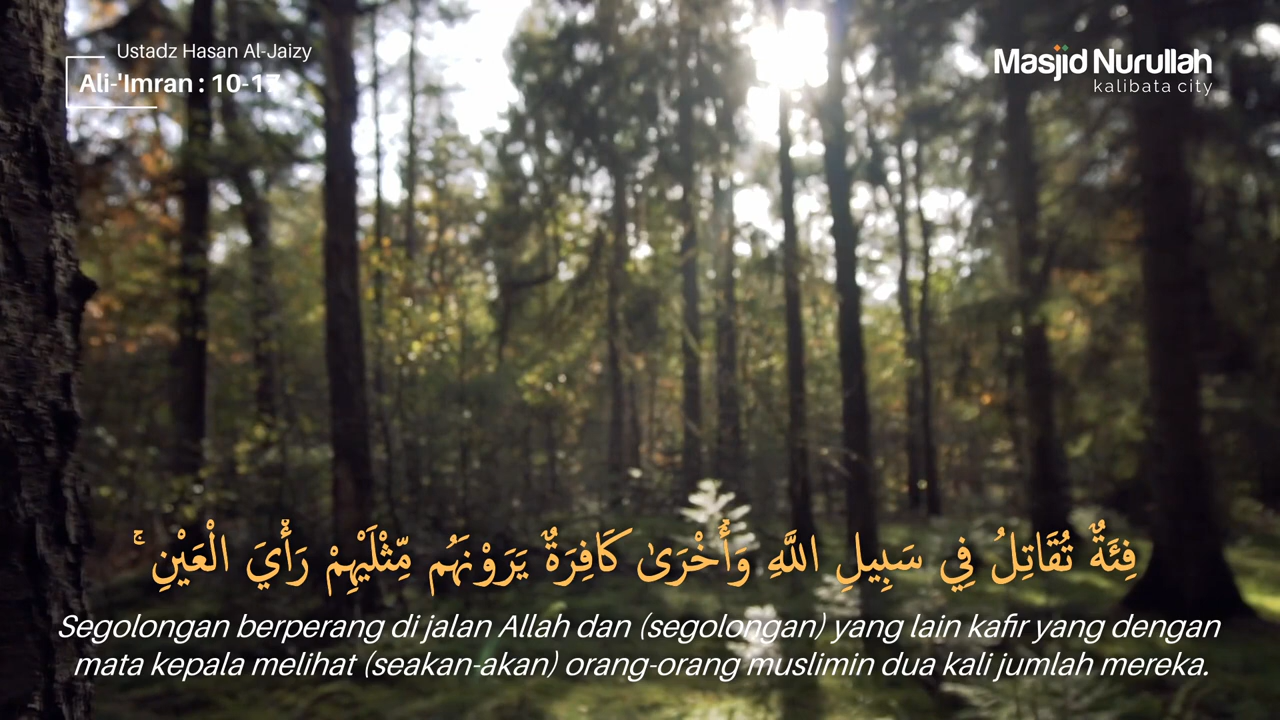 Ustadz Hasan Al-Jaizy
Ali-'Imran : 10-17
Masjid Nurullah
kalibata city
فِئَةٌ تُقَاتِلُ فِي سَبِيلِ اللَّهِ وَأُخْرَىٰ كَافِرَةٌ يَرَوْنَهُم مِّثْلَيْهِمْ رَأْيَ الْعَيْنِ ۚ
Segolongan berperang di jalan Allah dan (segolongan) yang lain kafir yang dengan
mata kepala melihat (seakan-akan) orang-orang muslimin dua kali jumlah mereka.